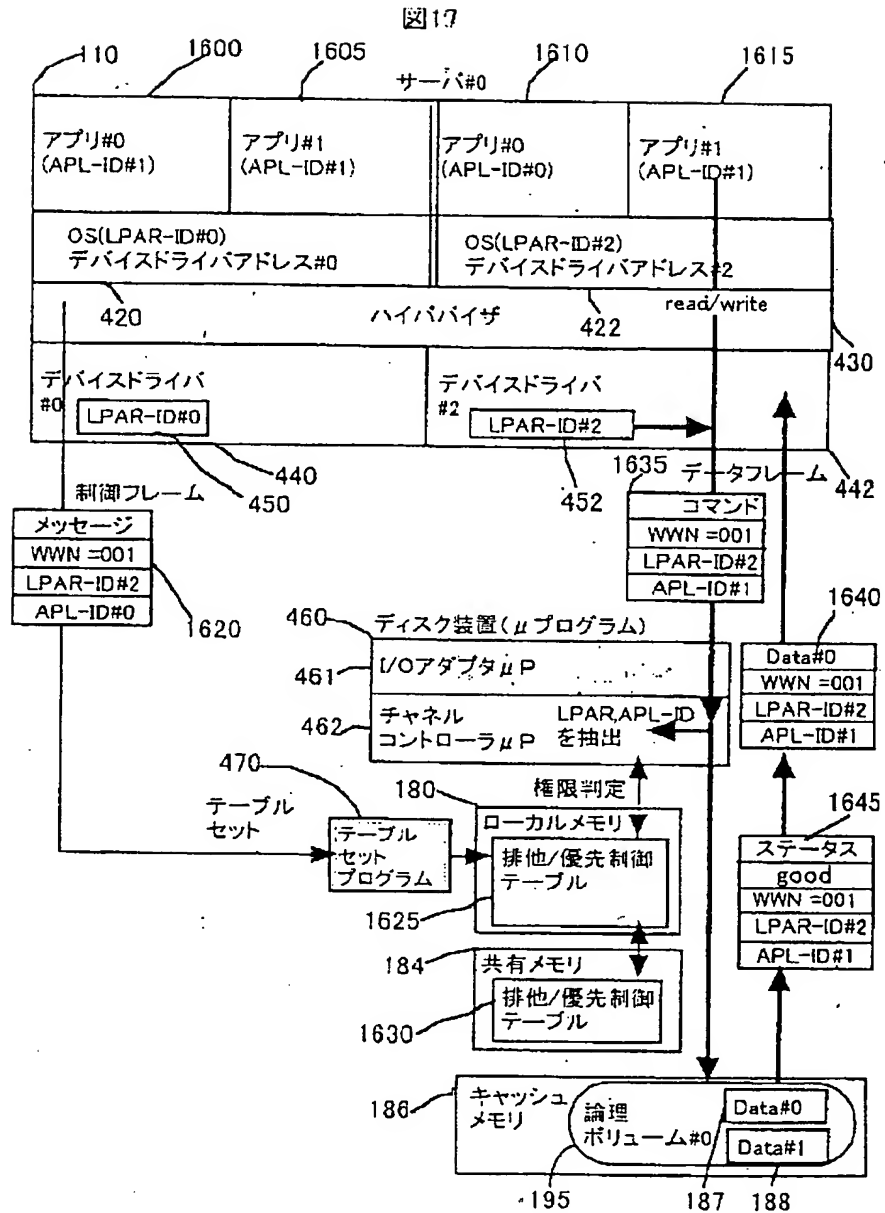 図17
110
1600
1605
サーバ#0
1610
1615
アプリ#0
(APL-ID#1)
アプリ#1
(APL-ID#1)
アプリ#0
(APL-ID#0)
アプリ#1
(APL-ID#1)
OS(LPAR-ID#0)
デバイスドライバアドレス#0
OS(LPAR-ID#2)
デバイスドライバアドレス#2
420
ハイパバイザ
422
read/write
430
デバイスドライバ
#0
LPAR-ID#0
デバイスドライバ
#2
LPAR-ID#2
440
450
452
442
制御フレーム
メッセージ
WWN =001
LPAR-ID#2
APL-ID#0
1620
1635
データフレーム
コマンド
WWN =001
LPAR-ID#2
APL-ID#1
460
ディスク装置(μプログラム)
461
I/OアダプタμP
462
チャネル
コントローラμP
LPAR,APL-ID
を抽出
1640
Data#0
WWN =001
LPAR-ID#2
APL-ID#1
470
テーブル
セット
テーブル
セット
プログラム
180
権限判定
ローカルメモリ
排他/優先制御
テーブル
1625
184
共有メモリ
排他/優先制御
テーブル
1630
1645
ステータス
good
WWN =001
LPAR-ID#2
APL-ID#1
186
キャッシュ
メモリ
論理
ボリューム#0
Data#0
Data#1
195
187
188